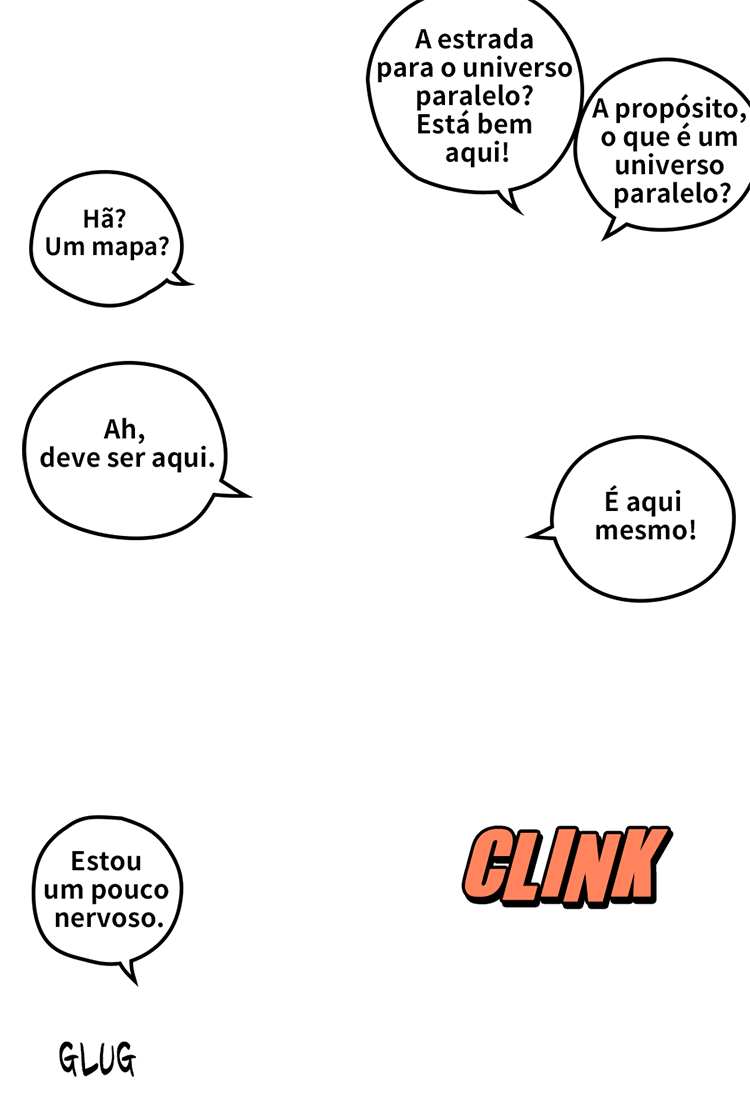 A estrada
para o universo
paralelo?
Está bem
aqui!
A propósito,
o que é um
universo
paralelo?
Hã?
Um mapa?
Ah,
deve ser aqui.
É aqui
mesmo!
Estou
um pouco
nervoso.
CLINK
GLUG